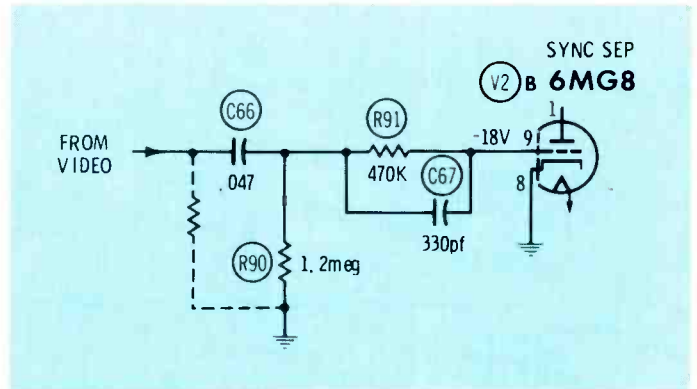 SYNC SEP
V2 B 6MG8
1
C66
R91
FROM
VIDEO
-18V 9
.047
470K
C67
8
330pf
R90
1.2meg